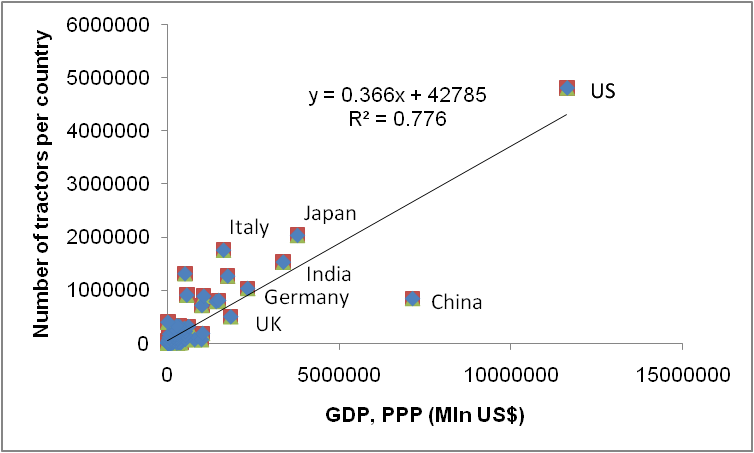 6000000
5000000
4000000
3000000
2000000
1000000
0
Number of tractors per country
y = 0.366x + 42785
R² = 0.776
US
Japan
Italy
India
Germany
China
UK
0
5000000
10000000
15000000
GDP, PPP (Mln US$)